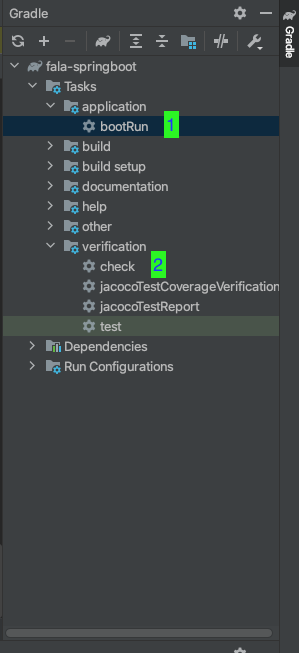 Gradle
Gradle
fala-springboot
Tasks
application
bootRun 1
build
build setup
documentation
help
other
verification
check 2
jacocoTestCoverageVerification
jacocoTestReport
test
Dependencies
Run Configurations